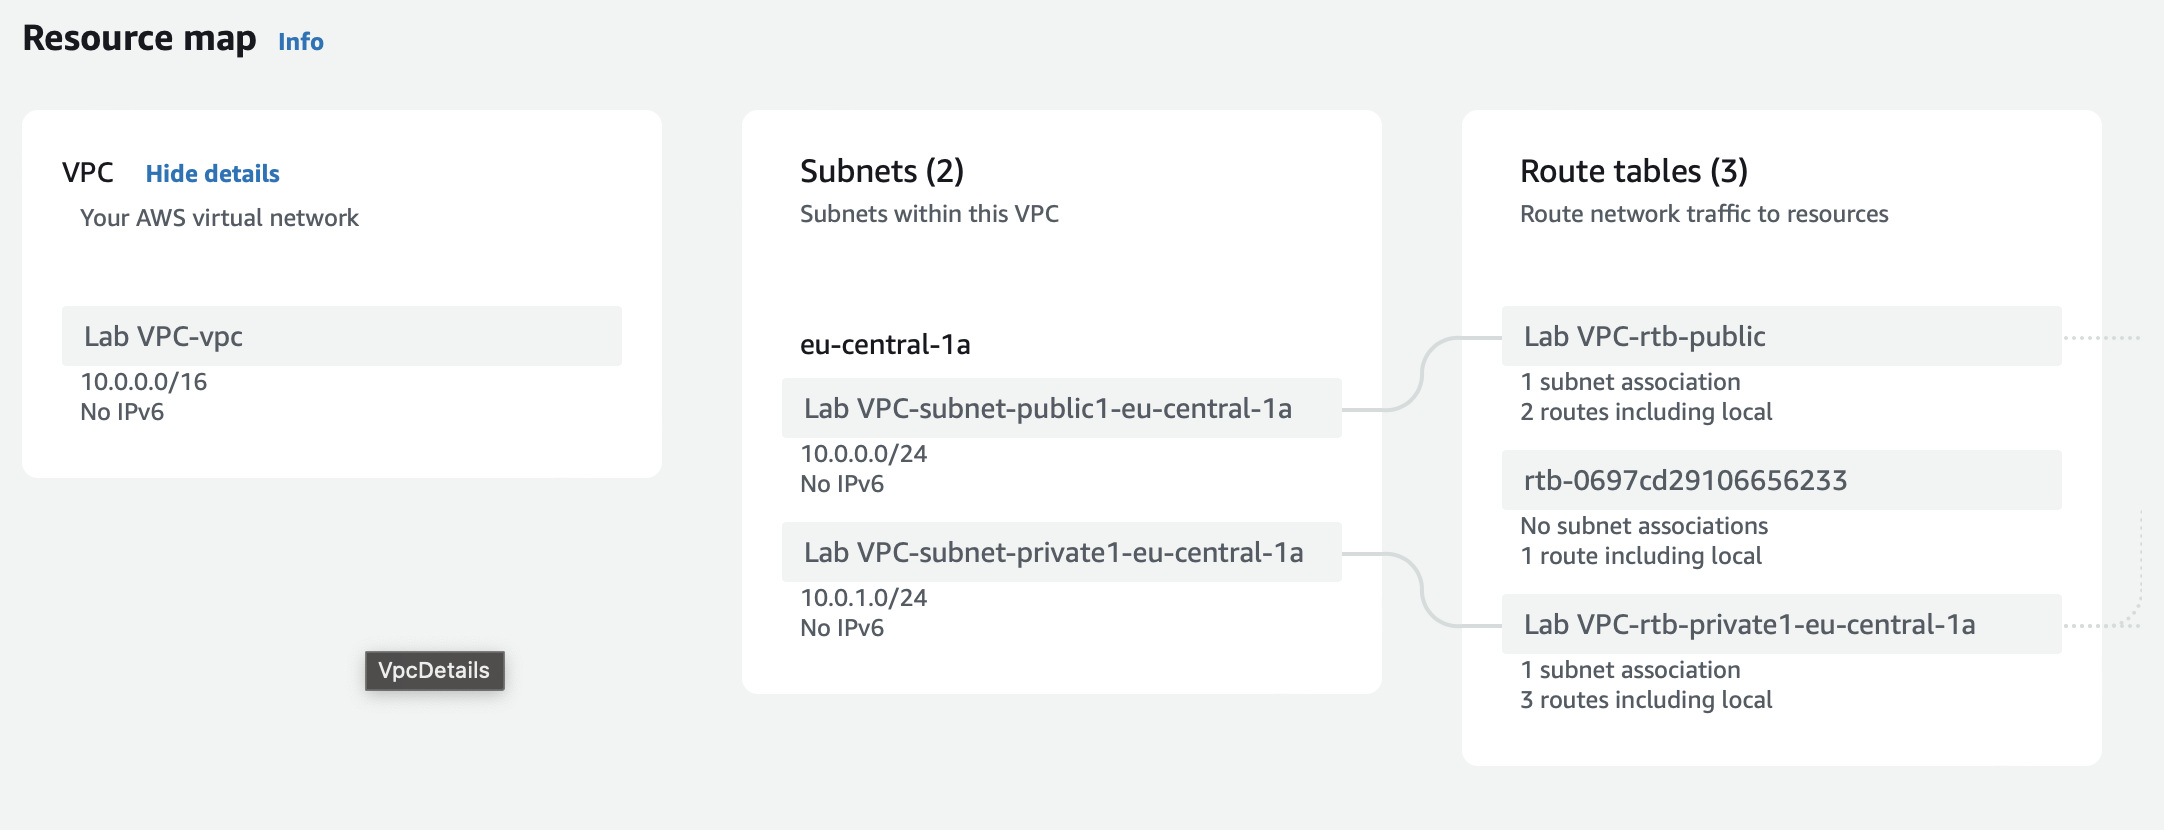 Resource map Info
VPC Hide details
Your AWS virtual network
Lab VPC-vpc
10.0.0.0/16
No IPv6
VpcDetails
Subnets (2)
Subnets within this VPC
eu-central-1a
Lab VPC-subnet-public1-eu-central-1a
10.0.0.0/24
No IPv6
Lab VPC-subnet-private1-eu-central-1a
10.0.1.0/24
No IPv6
Route tables (3)
Route network traffic to resources
Lab VPC-rtb-public
1 subnet association
2 routes including local
rtb-0697cd29106656233
No subnet associations
1 route including local
Lab VPC-rtb-private1-eu-central-1a
1 subnet association
3 routes including local